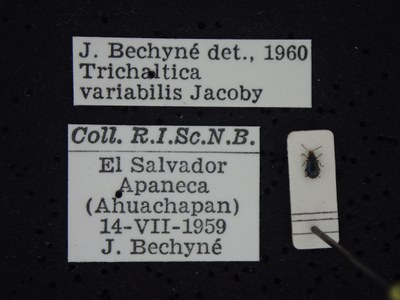 J. Bechyné det., 1960
Trichaltica
variabilis Jacoby
Coll. R.I.Sc.N.B.
El Salvador
Apaneca
(Ahuachapan)
14-VII-1959
J. Bechyné